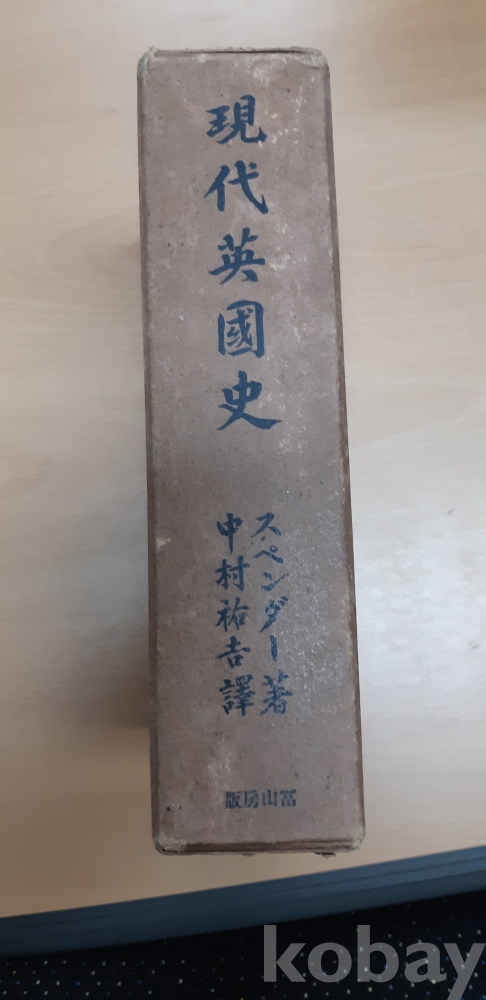 現代英國史
スペンダー著
中村祐吉譯
冨山房版
kobay